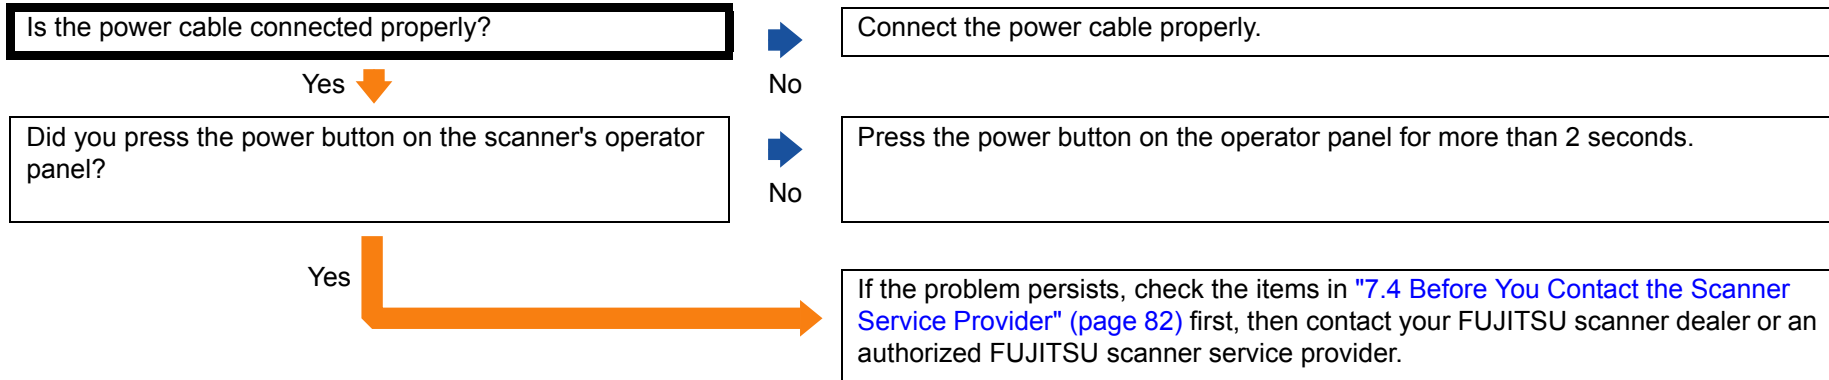 Is the power cable connected properly?
Connect the power cable properly.
Yes
No
Did you press the power button on the scanner's operator
panel?
Press the power button on the operator panel for more than 2 seconds.
No
Yes
If the problem persists, check the items in "7.4 Before You Contact the Scanner
Service Provider" (page 82) first, then contact your FUJITSU scanner dealer or an
authorized FUJITSU scanner service provider.